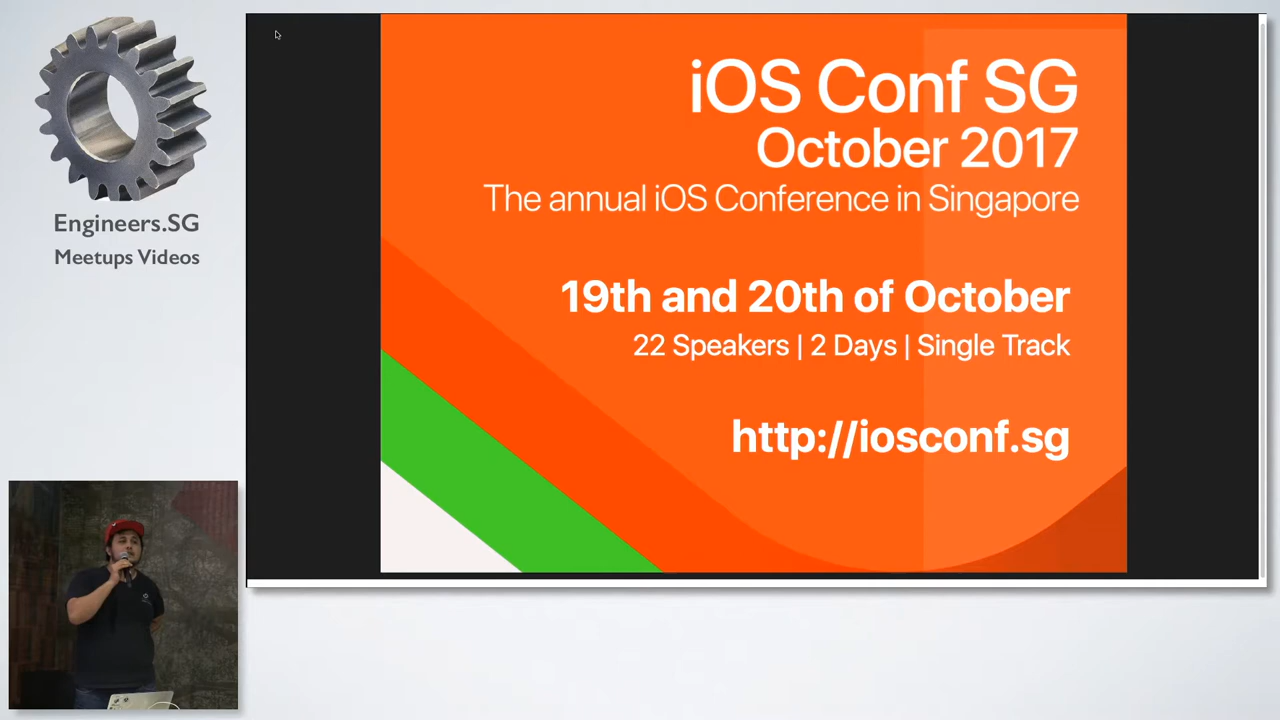 Engineers.SG
Meetups Videos
iOS Conf SG
October 2017
The annual iOS Conference in Singapore
19th and 20th of October
22 Speakers | 2 Days | Single Track
http://iosconf.sg